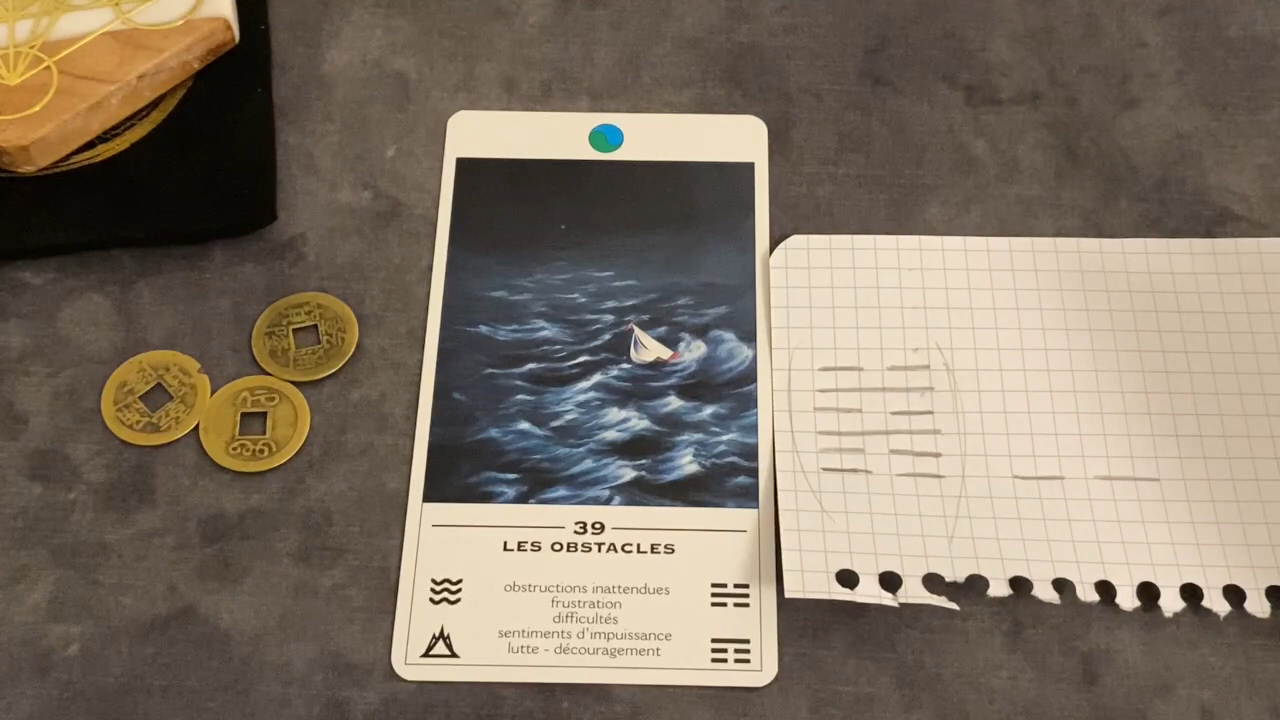 39
LES OBSTACLES
obstructions inattendues
frustration
difficultés
sentiments d'impuissance
lutte - découragement